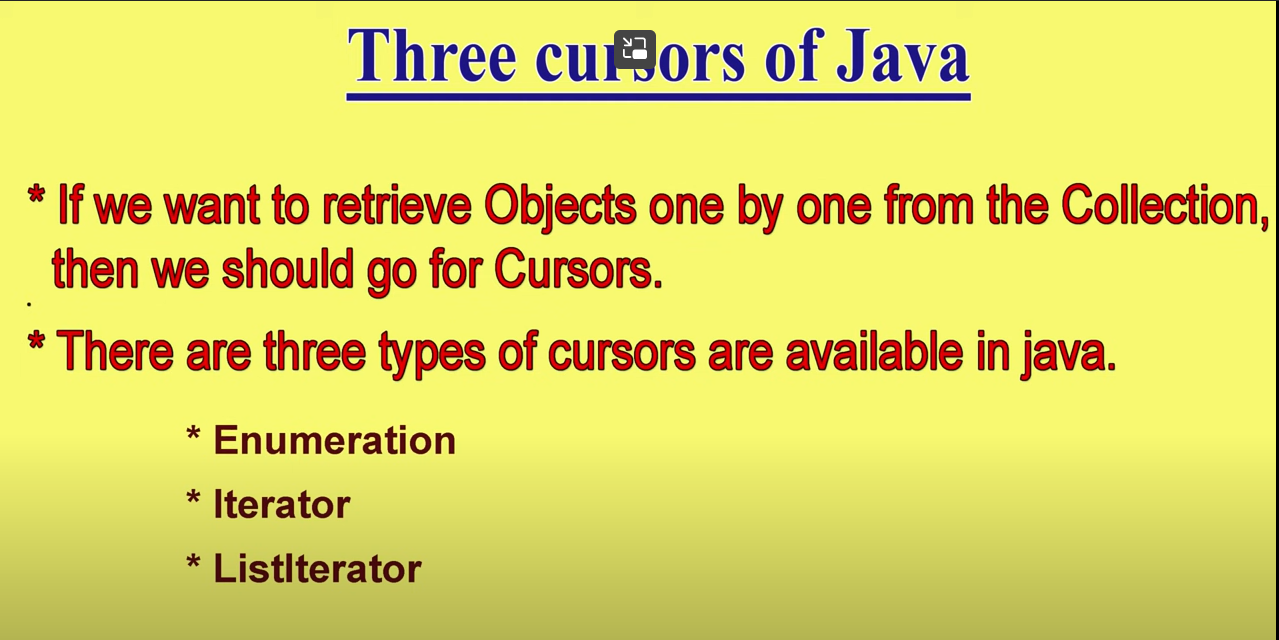 Three cursors of Java
* If we want to retrieve Objects one by one from the Collection,
then we should go for Cursors.
* There are three types of cursors are available in java.
* Enumeration
* Iterator
* ListIterator